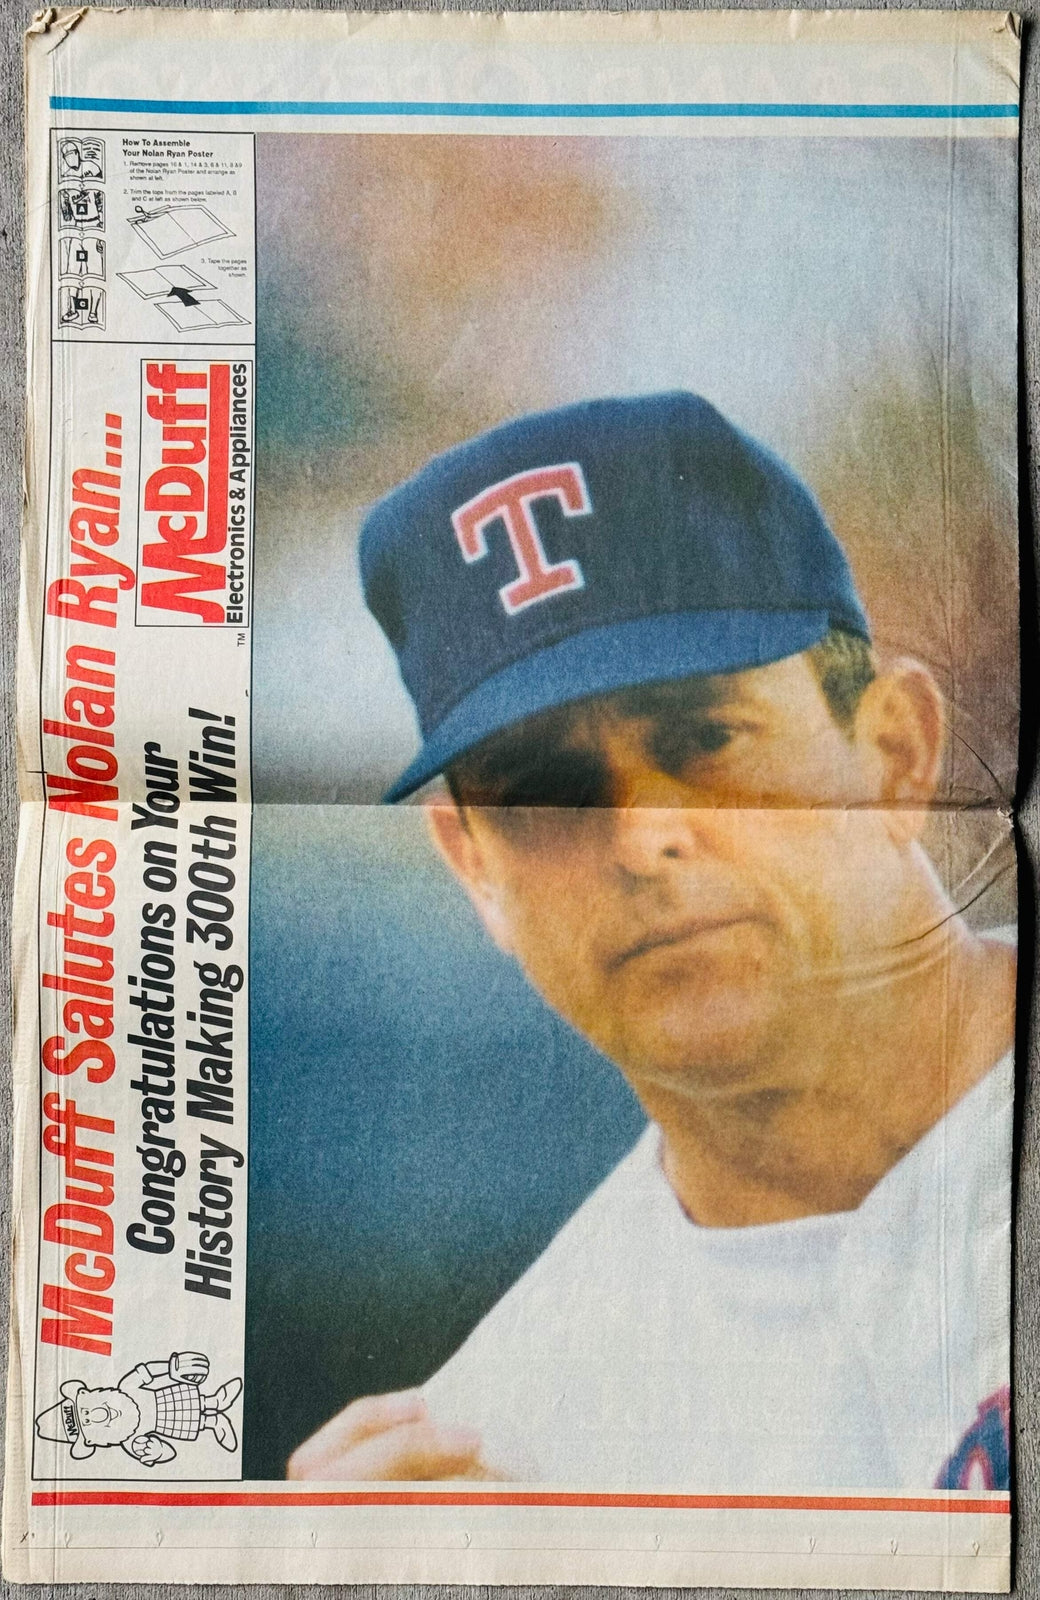 How To Assemble
Your Nolan Ryan Poster
1. Remove pages 16 & 1, 14 & 3, 6 & 11, 8 & 9
of the Nolan Ryan Poster and arrange as
shown at left.
2. Trim the tops from the pages labeled A, B
and C at left as shown below.
3. Tape the pages
together as
shown.
McDuff Salutes Nolan Ryan...
Congratulations on Your
History Making 300th Win!
McDuff
Electronics & Appliances
TM
McDuff
T